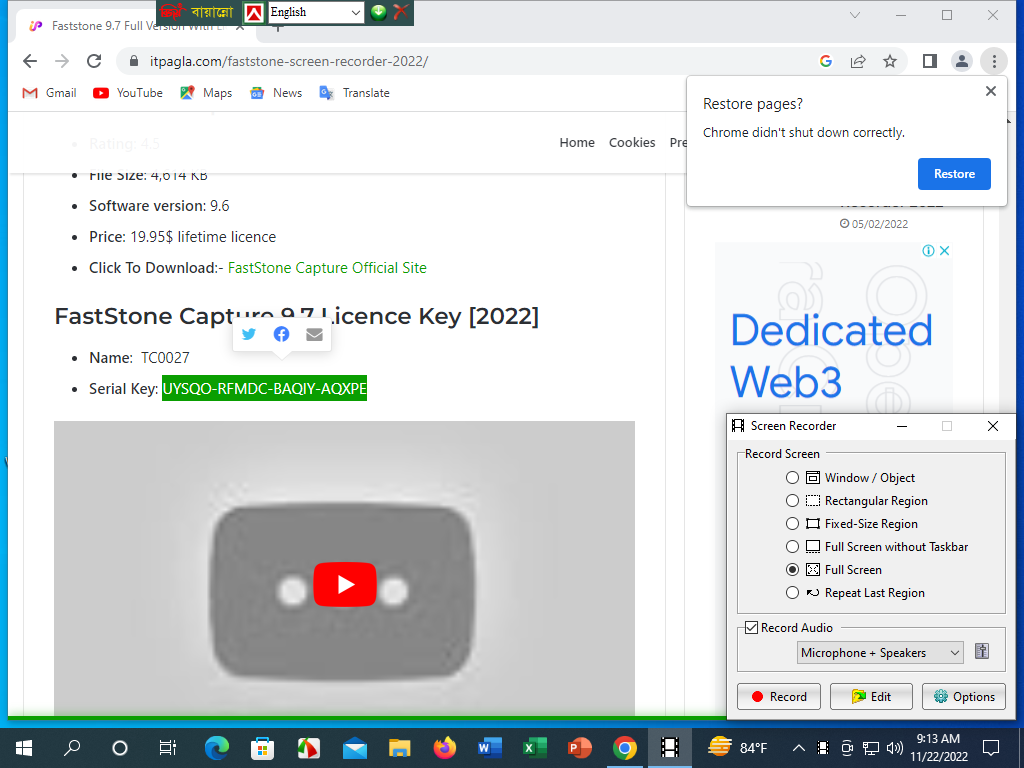 বায়ান্নো
English
Faststone 9.7 Full Version With
itpagla.com/faststone-screen-recorder-2022/
Gmail
YouTube
Maps
News
Translate
Restore pages?
Chrome didn't shut down correctly.
Restore
Home
Cookies
Rating: 4.5
File Size: 4,614 KB
Software version: 9.6
Price: 19.95$ lifetime licence
Click To Download:- FastStone Capture Official Site
FastStone Capture 9.7 Licence Key [2022]
Name: TC0027
Serial Key: UYSQO-RFMDC-BAQIY-AQXPE
Recorder 2022
05/02/2022
Dedicated
Web3
Screen Recorder
Record Screen
Window / Object
Rectangular Region
Fixed-Size Region
Full Screen without Taskbar
Full Screen
Repeat Last Region
Record Audio
Microphone + Speakers
Record
Edit
Options
84°F
9:13 AM
11/22/2022